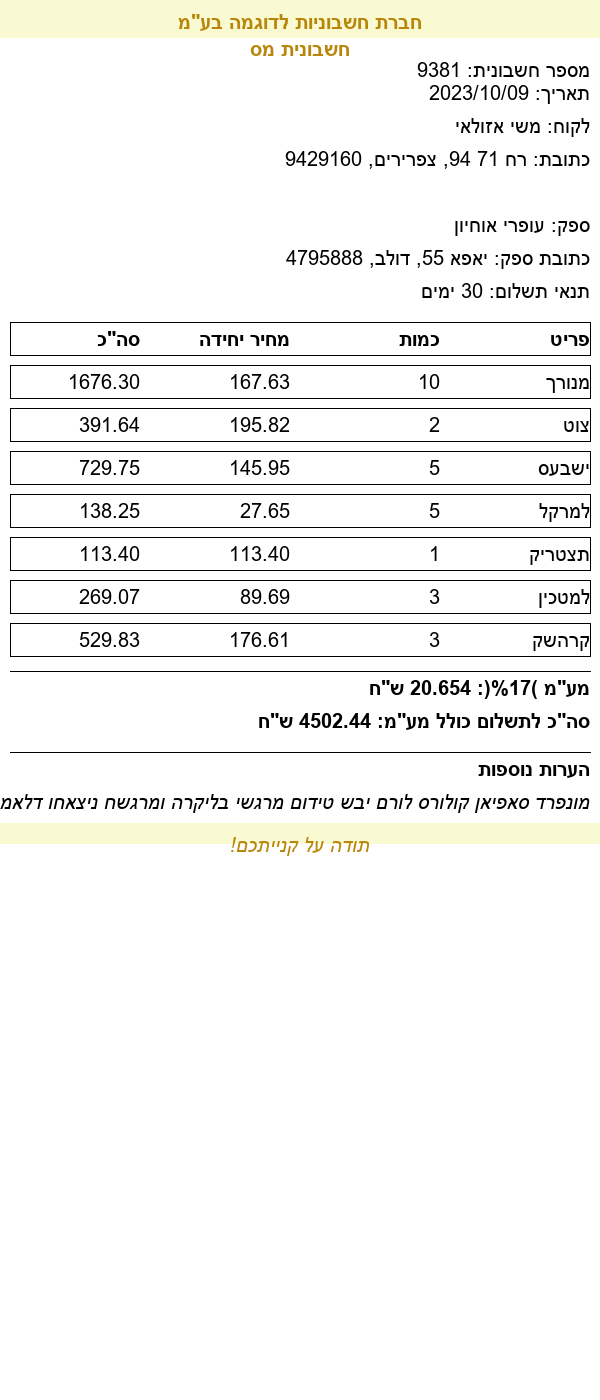 חברת חשבוניות לדוגמה בע"מ
חשבונית מס
מספר חשבונית: 9381
תאריך: 2023/10/09
לקוח: משי אזולאי
כתובת: רח 71 94, צפרירים, 9429160
ספק: עופרי אוחיון
כתובת ספק: יאפא 55, דולב, 4795888
תנאי תשלום: 30 ימים
פריט כמות מחיר יחידה סה"כ
מנורך 10 167.63 1676.30
צוט 2 195.82 391.64
ישבעס 5 145.95 729.75
למרקל 5 27.65 138.25
תצטריק 1 113.40 113.40
למטכין 3 89.69 269.07
קרהשק 3 176.61 529.83
מע"מ )17%(: 20.654 ש"ח
סה"כ לתשלום כולל מע"מ: 4502.44 ש"ח
הערות נוספות
מונפרד סאפיאן קולורס לורם יבש טידום מרגשי בליקרה ומרגשח ניצאחו דלאמ
תודה על קנייתכם!